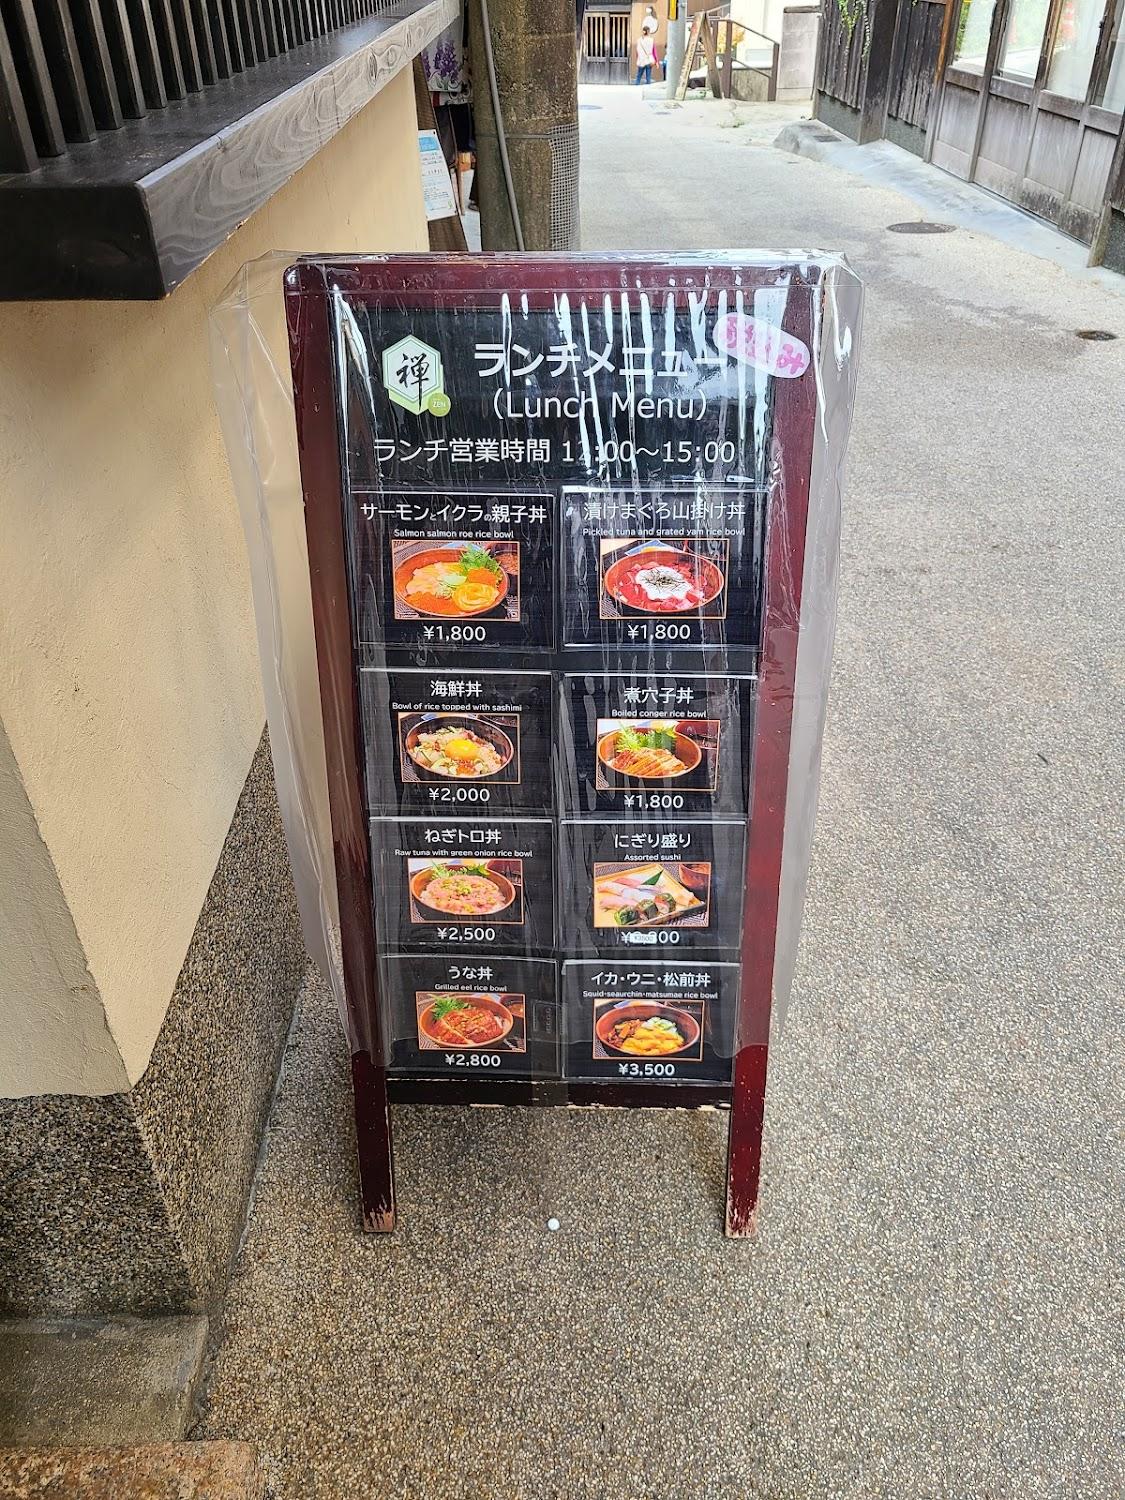 禅
ZEN
ランチメニュー
(Lunch Menu)
ランチ営業時間
～15:00
サーモンとイクラの親子丼
Salmon salmon roe rice bowl
¥1,800
漬けまぐろ山掛け丼
Pickled tuna and grated yam rice bowl
¥1,800
海鮮丼
Bowl of rice topped with sashimi
¥2,000
煮穴子丼
Boiled conger rice bowl
¥1,800
ねぎトロ丼
Raw tuna with green onion rice bowl
¥2,500
にぎり盛り
Assorted sushi
うな丼
Grilled eel rice bowl
¥2,800
イカ・ウニ・松前丼
Squid・seaurchin・matsumae rice bowl
¥3,500